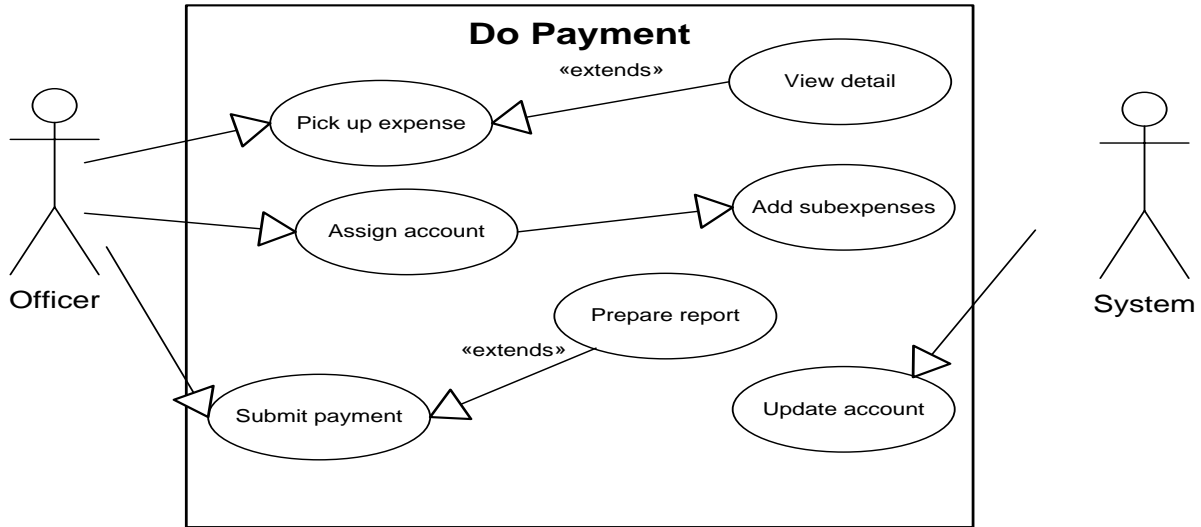 Do Payment
«extends»
View detail
Pick up expense
Add subexpenses
Assign account
Officer
System
Prepare report
«extends»
Submit payment
Update account